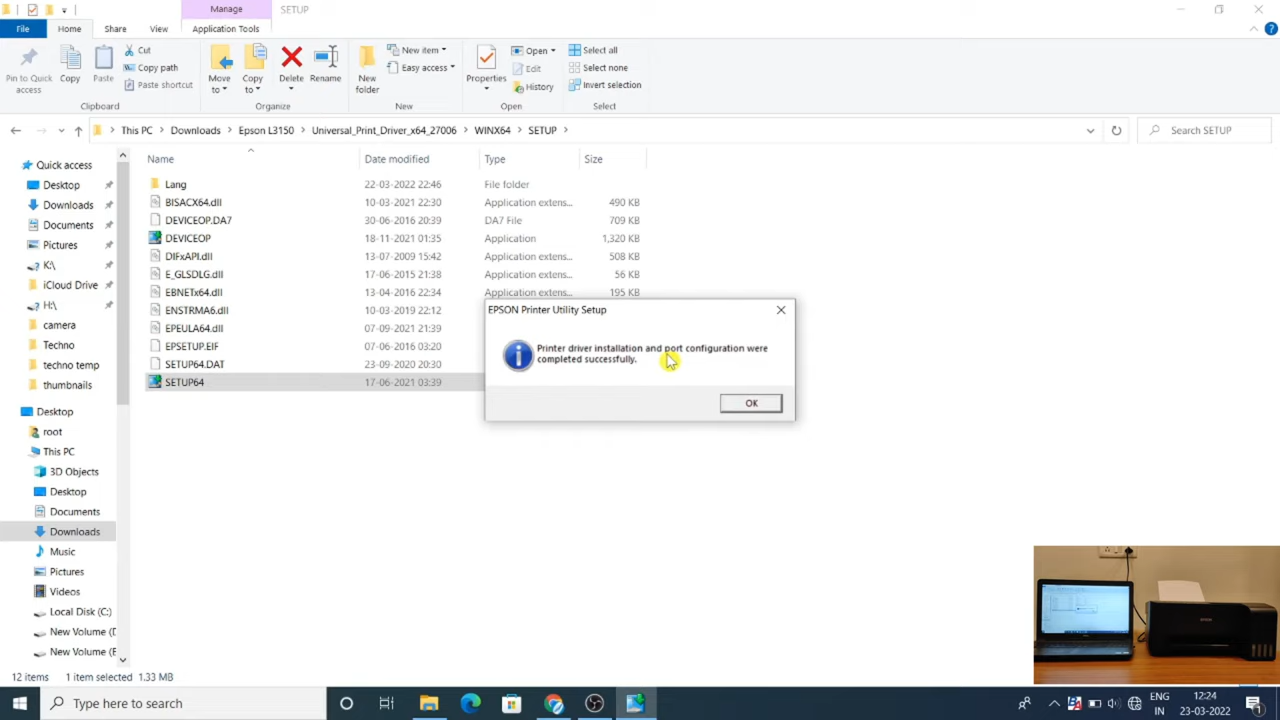 Manage
SETUP
File
Home
Share
View
Application Tools
Pin to Quick access
Copy
Paste
Cut
Copy path
Paste shortcut
Clipboard
Move to
Copy to
Delete
Rename
Organize
New folder
New item
Easy access
New
Properties
Open
Edit
History
Open
Select all
Select none
Invert selection
Select
This PC > Downloads > Epson L3150 > Universal_Print_Driver_x64_27006 > WINX64 > SETUP >
Search SETUP
Name Date modified Type Size
Quick access
Desktop
Downloads
Documents
Pictures
K:\
iCloud Drive
H:\
camera
Techno
techno temp
thumbnails
Desktop
root
This PC
3D Objects
Desktop
Documents
Downloads
Music
Pictures
Videos
Local Disk (C:)
New Volume (D
New Volume (E
Lang 22-03-2022 22:46 File folder
BISACX64.dll 10-03-2021 22:30 Application extens... 490 KB
DEVICEOP.DA7 30-06-2016 20:39 DA7 File 709 KB
DEVICEOP 18-11-2021 01:35 Application 1,320 KB
DIFxAPI.dll 13-07-2009 15:42 Application extens... 508 KB
E_GLSDLG.dll 17-06-2015 21:38 Application extens... 56 KB
EBNETx64.dll 13-04-2016 22:34 Application extens... 195 KB
ENSTRMA6.dll 10-03-2019 22:12
EPEULA64.dll 07-09-2021 21:39
EPSETUP.EIF 07-06-2016 03:20
SETUP64.DAT 23-09-2020 20:30
SETUP64 17-06-2021 03:39
EPSON Printer Utility Setup
Printer driver installation and port configuration were
completed successfully.
OK
EPSON
12 items
1 item selected 1.33 MB
Type here to search
ENG
IN
12:24
23-03-2022
1